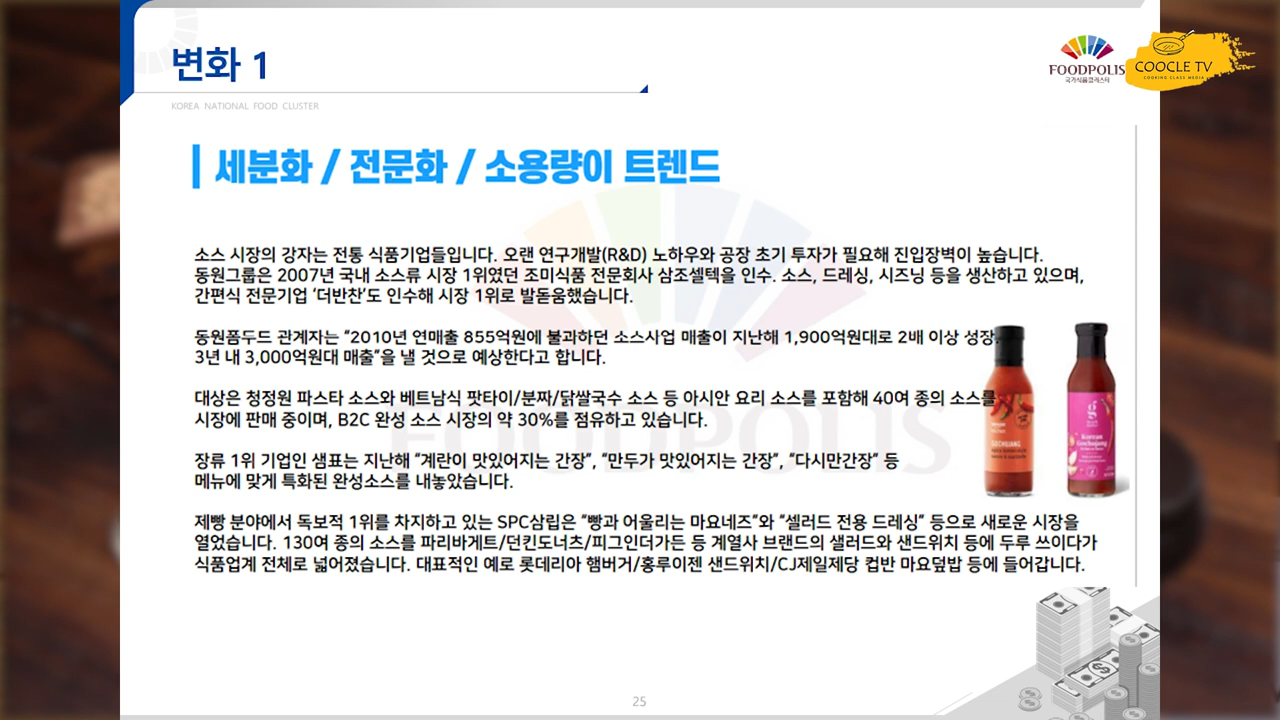 변화 1
FOODPOLIS
국가식품클러스터
COOCLE TV
COOKING CLASS MEDIA
KOREA NATIONAL FOOD CLUSTER
세분화 / 전문화 / 소용량이 트렌드
소스 시장의 강자는 전통 식품기업들입니다. 오랜 연구개발(R&D) 노하우와 공장 초기 투자가 필요해 진입장벽이 높습니다.
동원그룹은 2007년 국내 소스류 시장 1위였던 조미식품 전문회사 삼조셀텍을 인수. 소스, 드레싱, 시즈닝 등을 생산하고 있으며,
간편식 전문기업 ‘더반찬’도 인수해 시장 1위로 발돋움했습니다.
동원홈두드 관계자는 “2010년 연매출 855억원에 불과하던 소스사업 매출이 지난해 1,900억원대로 2배 이상 성장.
3년 내 3,000억원대 매출”을 낼 것으로 예상한다고 합니다.
대상은 청정원 파스타 소스와 베트남식 팟타이/분짜/닭쌀국수 소스 등 아시안 요리 소스를 포함해 40여 종의 소스를
시장에 판매 중이며, B2C 완성 소스 시장의 약 30%를 점유하고 있습니다.
장류 1위 기업인 샘표는 지난해 “계란이 맛있어지는 간장”, “만두가 맛있어지는 간장”, “다시만간장” 등
메뉴에 맞게 특화된 완성소스를 내놓았습니다.
제빵 분야에서 독보적 1위를 차지하고 있는 SPC삼립은 “빵과 어울리는 마요네즈”와 “셀러드 전용 드레싱” 등으로 새로운 시장을
열었습니다. 130여 종의 소스를 파리바게트/던킨도너츠/피그인더가든 등 계열사 브랜드의 샐러드와 샌드위치 등에 두루 쓰이다가
식품업계 전체로 넓어졌습니다. 대표적인 예로 롯데리아 햄버거/홍루이젠 샌드위치/CJ제일제당 컵반 마요덮밥 등에 들어갑니다.
GOCHUJANG
Korean
Gochujang
FOODPOLIS
25